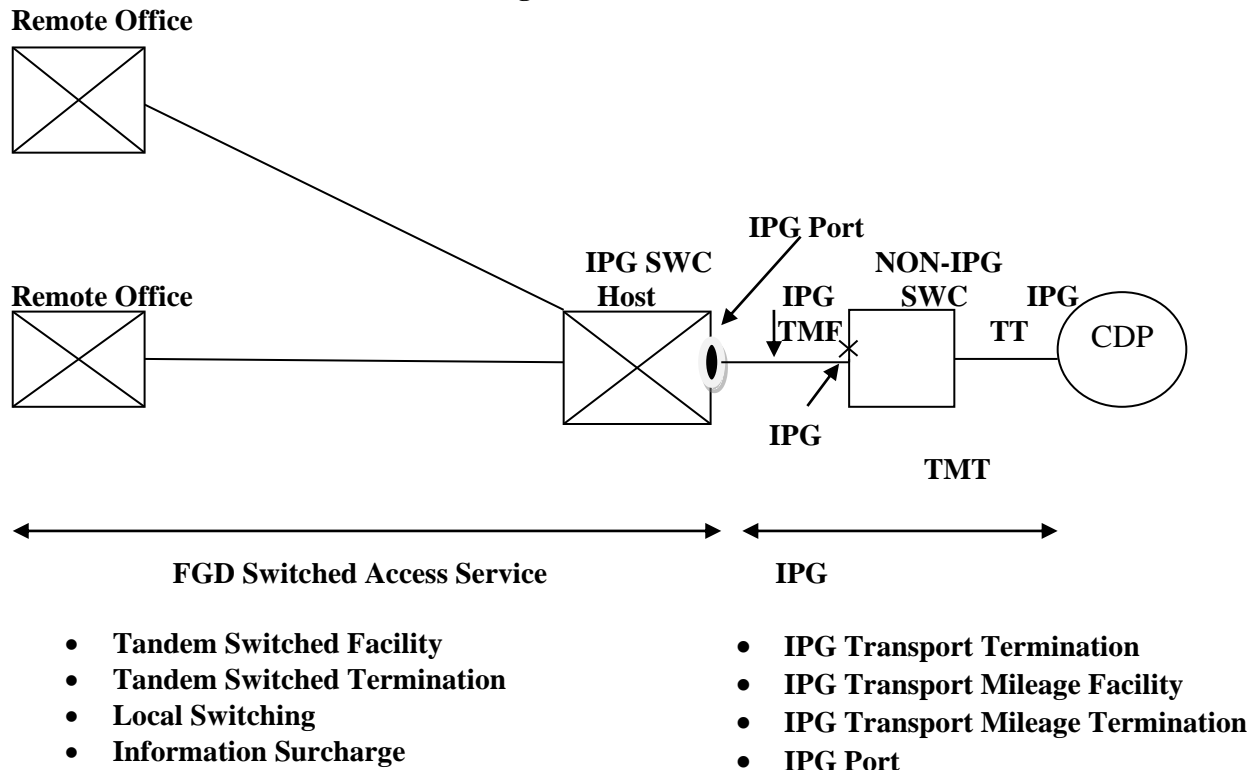 Remote Office
IPG Port
IPG SWC
Host
NON-IPG
SWC
Remote Office
IPG
TMF
IPG
TT
CDP
IPG
TMT
FGD Switched Access Service
IPG
• Tandem Switched Facility
• Tandem Switched Termination
• Local Switching
• Information Surcharge
• IPG Transport Termination
• IPG Transport Mileage Facility
• IPG Transport Mileage Termination
• IPG Port